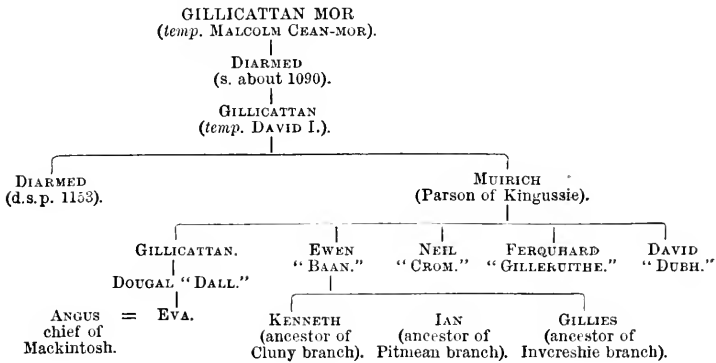 GILLICATTAN MOR
(temp. MALCOLM CEAN-MOR).
DIARMED
(s. about 1090).
GILLICATTAN
(temp. DAVID I.).
DIARMED
(d.s.p. 1153).
MUIRICH
(Parson of Kingussie).
GILLICATTAN.
EWEN
"BAAN."
NEIL
"CROM."
FERQUHARD
"GILLERUITHE."
DAVID
"DUBH."
DOUGAL "DALL."
ANGUS = EVA.
chief of
Mackintosh.
KENNETH
(ancestor of
Cluny branch).
IAN
(ancestor of
Pitmean branch).
GILLIES
(ancestor of
Invereshie branch).